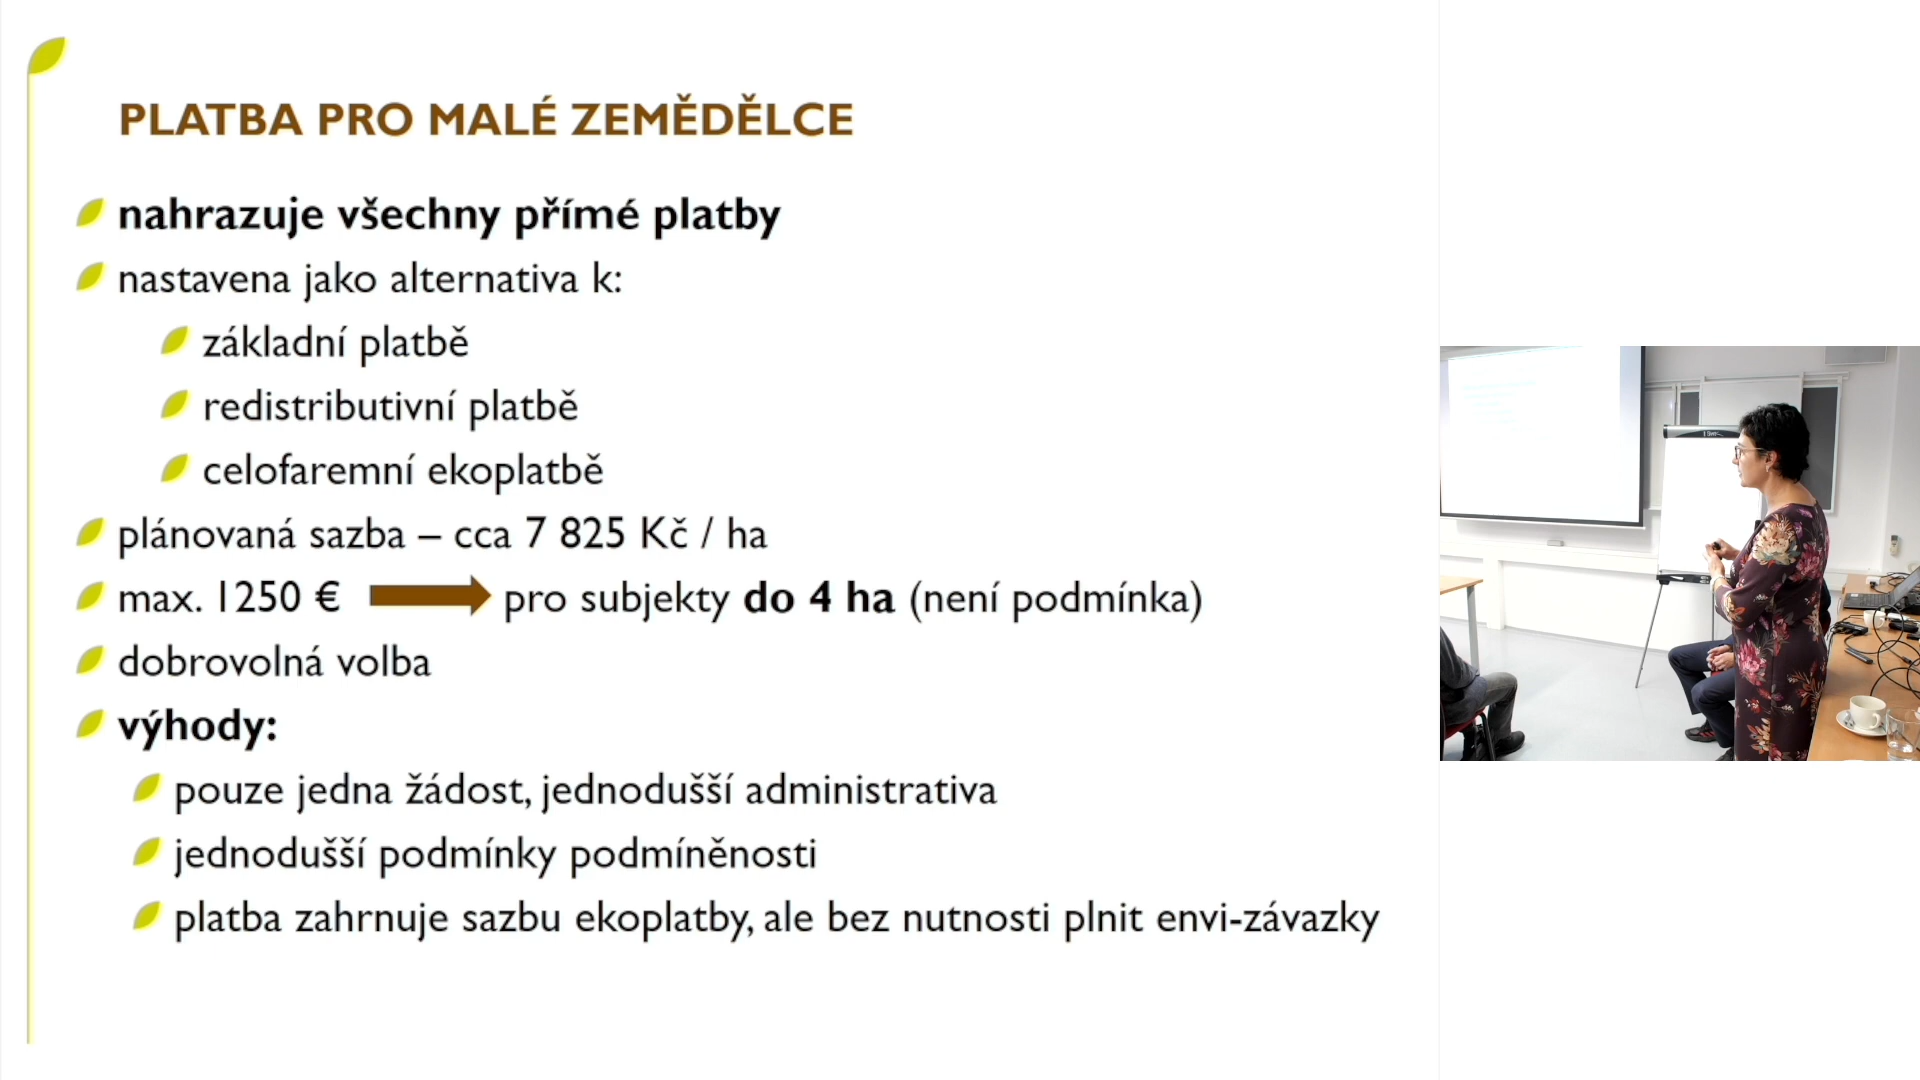 PLATBA PRO MALÉ ZEMĚDĚLCE
nahrazuje všechny přímé platby
nastavena jako alternativa k:
základní platbě
redistributivní platbě
celofaremní ekoplatbě
plánovaná sazba – cca 7 825 Kč / ha
max. 1250 € pro subjekty do 4 ha (není podmínka)
dobrovolná volba
výhody:
pouze jedna žádost, jednodušší administrativa
jednodušší podmínky podmíněnosti
platba zahrnuje sazbu ekoplatby, ale bez nutnosti plnit envi-závazky